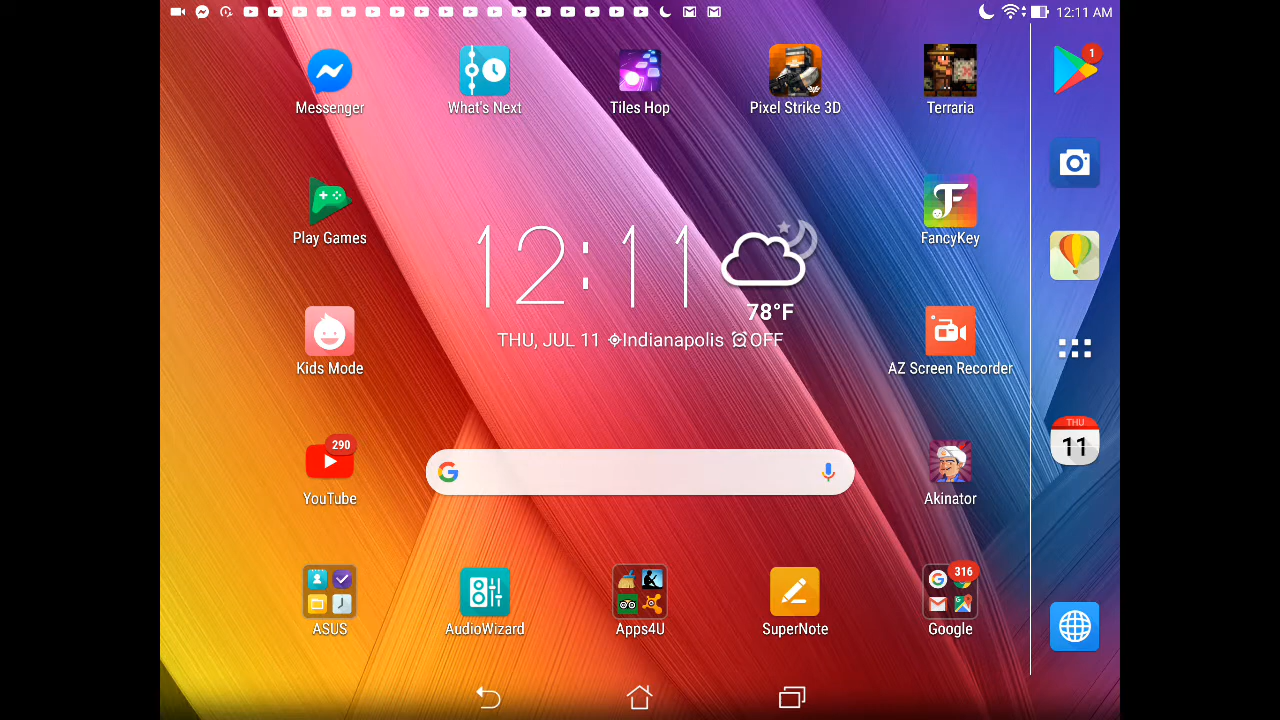 12:11 AM
Messenger
What's Next
Tiles Hop
Pixel Strike 3D
Terraria
1
Play Games
FancyKey
12:11
78°F
THU, JUL 11 Indianapolis OFF
Kids Mode
AZ Screen Recorder
290
YouTube
Akinator
THU
11
316
ASUS
AudioWizard
Apps4U
SuperNote
Google